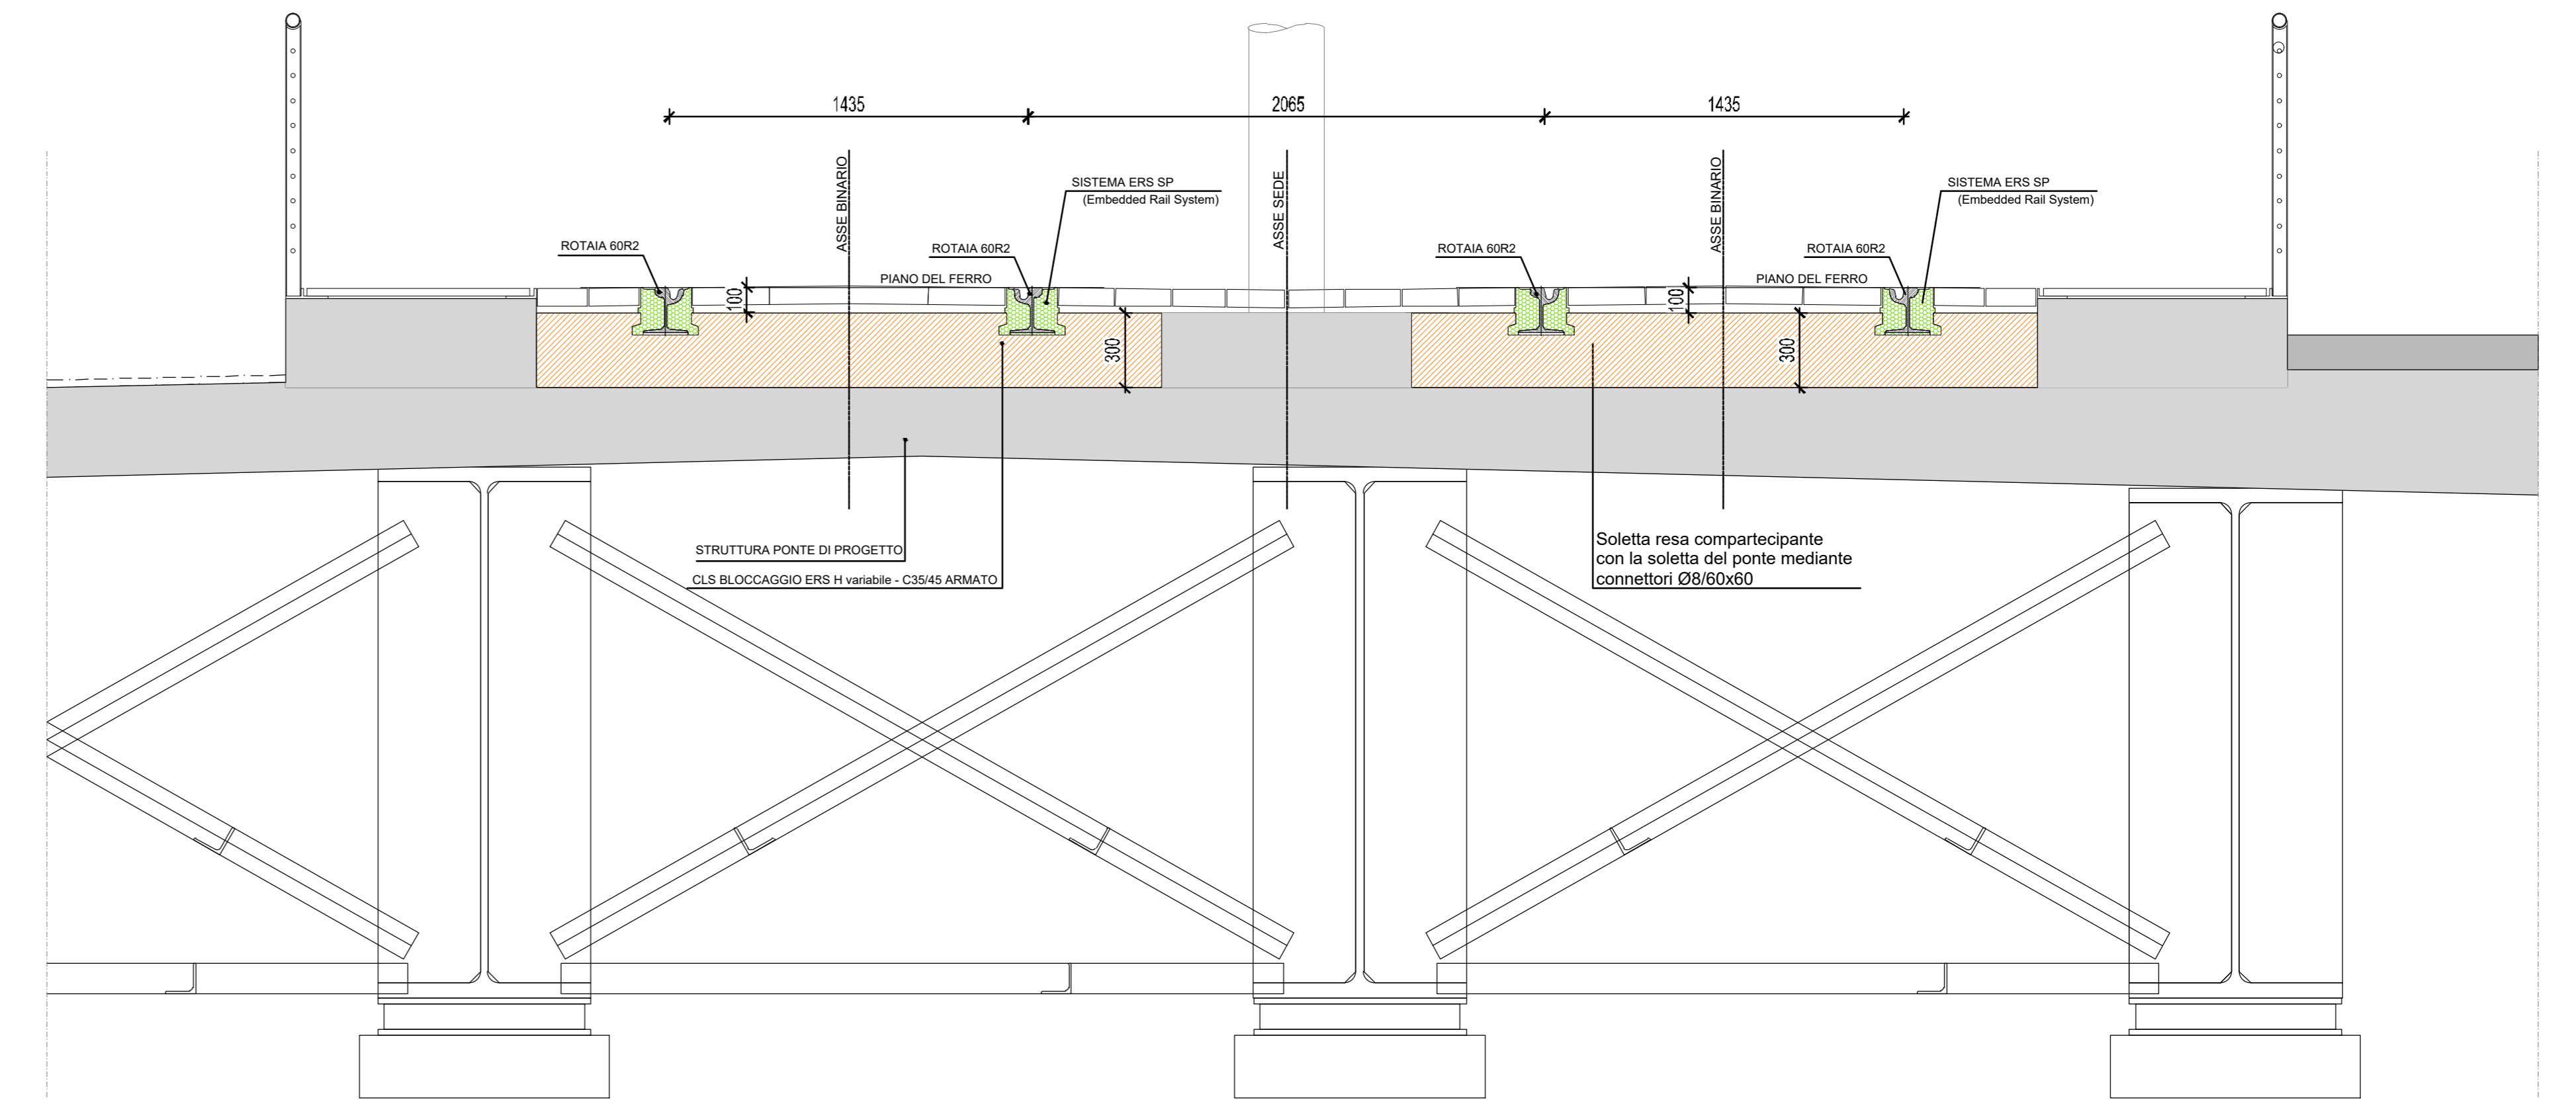 1435
2065
1435
ASSE BINARIO
ASSE SEDE
ASSE BINARIO
SISTEMA ERS SP
(Embedded Rail System)
SISTEMA ERS SP
(Embedded Rail System)
ROTAIA 60R2
ROTAIA 60R2
ROTAIA 60R2
ROTAIA 60R2
PIANO DEL FERRO
PIANO DEL FERRO
100
100
300
300
STRUTTURA PONTE DI PROGETTO
CLS BLOCCAGGIO ERS H variabile - C35/45 ARMATO
Soletta resa compartecipante
con la soletta del ponte mediante
connettori Ø8/60x60